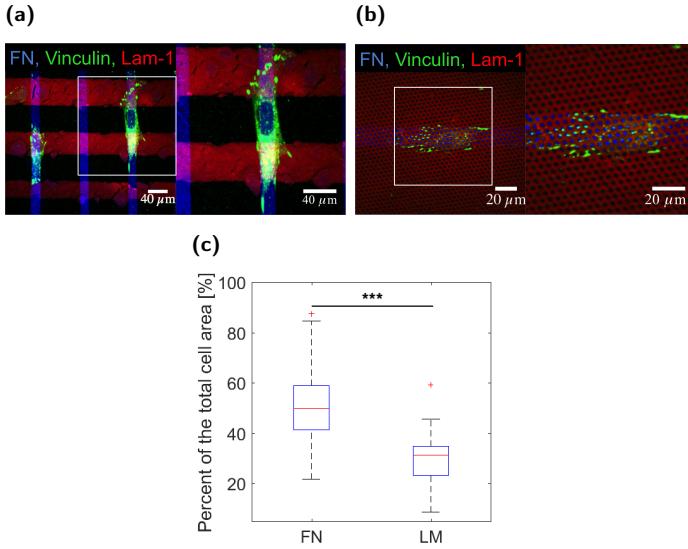 (a)
FN, Vinculin, Lam-1
40 µm
40 µm
(b)
FN, Vinculin, Lam-1
20 µm
20 µm
(c)
Percent of the total cell area [%]
100
80
60
40
20
***
FN
LM